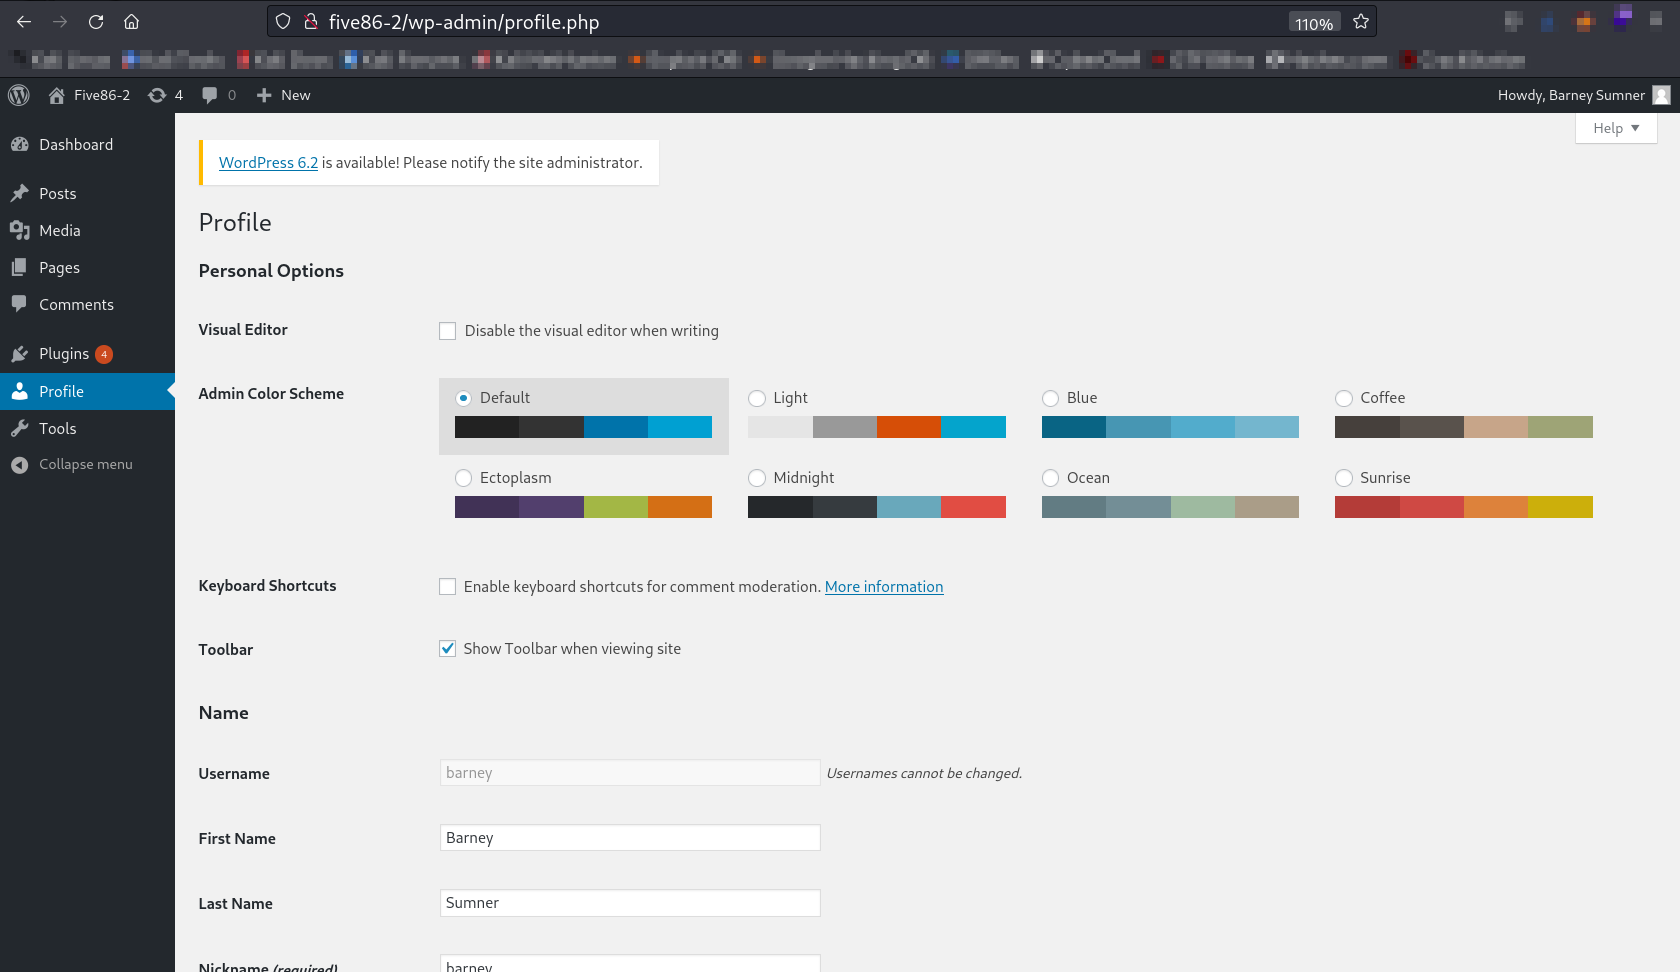 five86-2/wp-admin/profile.php 110%
Five86-2 4 0 New Howdy, Barney Sumner
Help
Dashboard
Posts
Media
Pages
Comments
Plugins 4
Profile
Tools
Collapse menu
WordPress 6.2 is available! Please notify the site administrator.
Profile
Personal Options
Visual Editor Disable the visual editor when writing
Admin Color Scheme Default Light Blue Coffee
Ectoplasm Midnight Ocean Sunrise
Keyboard Shortcuts Enable keyboard shortcuts for comment moderation. More information
Toolbar Show Toolbar when viewing site
Name
Username barney Usernames cannot be changed.
First Name Barney
Last Name Sumner
Nickname (required) barney